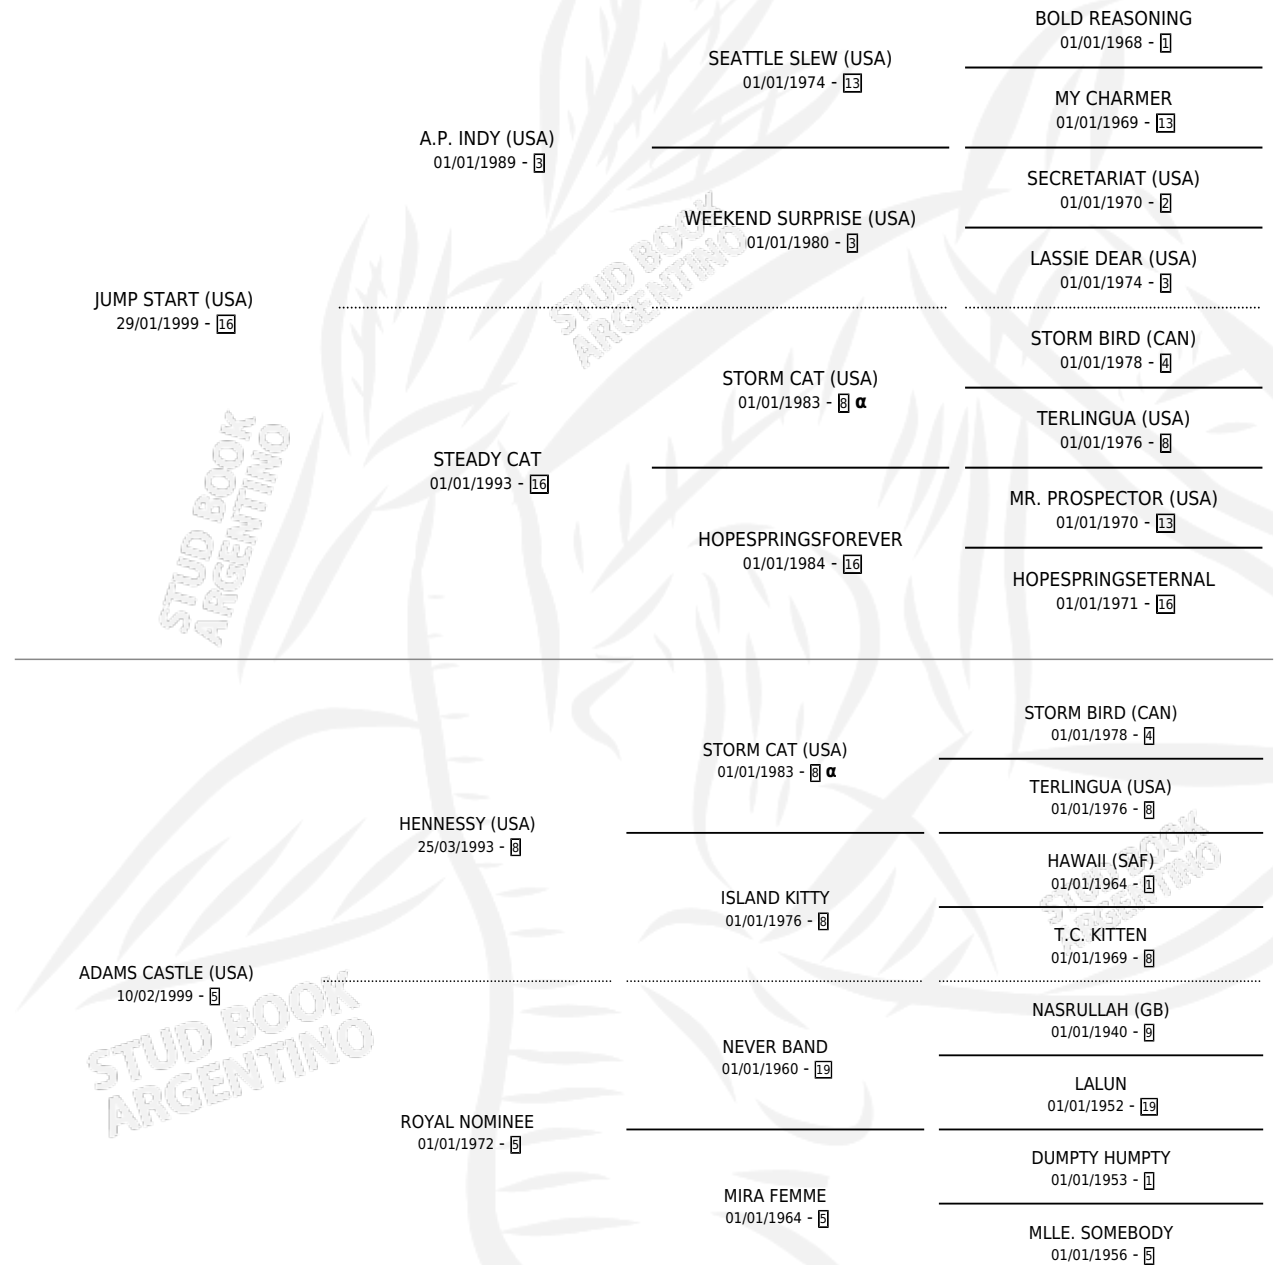 BOLD REASONING
01/01/1968 - 1
SEATTLE SLEW (USA)
01/01/1974 - 13
MY CHARMER
01/01/1969 - 13
A.P. INDY (USA)
01/01/1989 - 3
SECRETARIAT (USA)
01/01/1970 - 2
WEEKEND SURPRISE (USA)
01/01/1980 - 3
LASSIE DEAR (USA)
01/01/1974 - 3
JUMP START (USA)
29/01/1999 - 16
STORM BIRD (CAN)
01/01/1978 - 4
STORM CAT (USA)
01/01/1983 - 8 α
TERLINGUA (USA)
01/01/1976 - 8
STEADY CAT
01/01/1993 - 16
MR. PROSPECTOR (USA)
01/01/1970 - 13
HOPESPRINGSFOREVER
01/01/1984 - 16
HOPESPRINGSETERNAL
01/01/1971 - 16
STUD BOOK
ARGENTINO
STUD BOOK
ARGENTINO
STORM BIRD (CAN)
01/01/1978 - 4
STORM CAT (USA)
01/01/1983 - 8 α
TERLINGUA (USA)
01/01/1976 - 8
HENNESSY (USA)
25/03/1993 - 8
HAWAII (SAF)
01/01/1964 - 1
ISLAND KITTY
01/01/1976 - 8
T.C. KITTEN
01/01/1969 - 8
ADAMS CASTLE (USA)
10/02/1999 - 5
NASRULLAH (GB)
01/01/1940 - 9
NEVER BAND
01/01/1960 - 19
LALUN
01/01/1952 - 19
ROYAL NOMINEE
01/01/1972 - 5
DUMPTY HUMPTY
01/01/1953 - 1
MIRA FEMME
01/01/1964 - 5
MLLE. SOMEBODY
01/01/1956 - 5
STUD BOOK
ARGENTINO
STUD BOOK
ARGENTINO